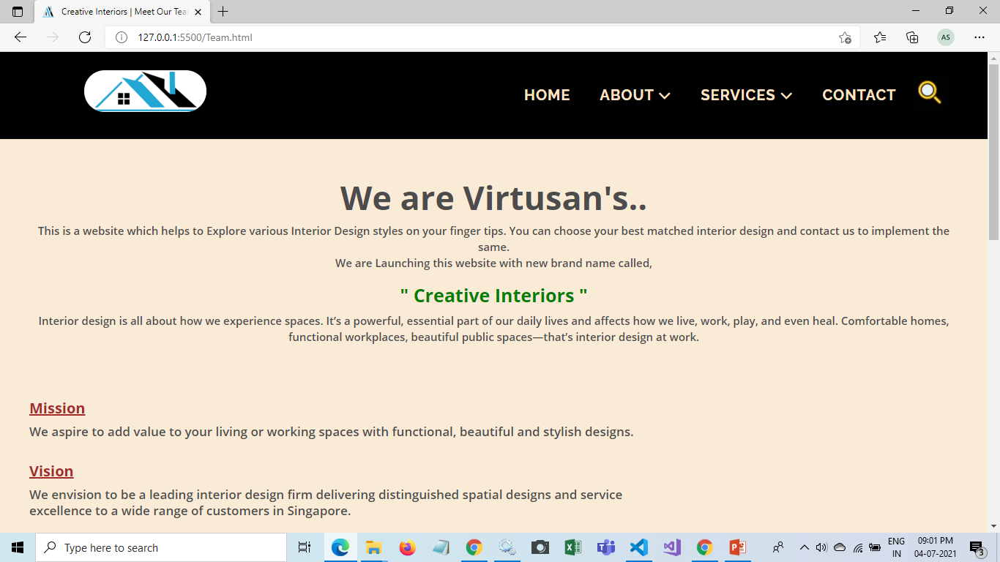 Creative Interiors | Meet Our Tea
127.0.0.1:5500/Team.html
AS
HOME ABOUT SERVICES CONTACT
We are Virtusan's..
This is a website which helps to Explore various Interior Design styles on your finger tips. You can choose your best matched interior design and contact us to implement the
same.
We are Launching this website with new brand name called,
" Creative Interiors "
Interior design is all about how we experience spaces. It’s a powerful, essential part of our daily lives and affects how we live, work, play, and even heal. Comfortable homes,
functional workplaces, beautiful public spaces—that’s interior design at work.
Mission
We aspire to add value to your living or working spaces with functional, beautiful and stylish designs.
Vision
We envision to be a leading interior design firm delivering distinguished spatial designs and service
excellence to a wide range of customers in Singapore.
Type here to search
ENG
IN
09:01 PM
04-07-2021
3